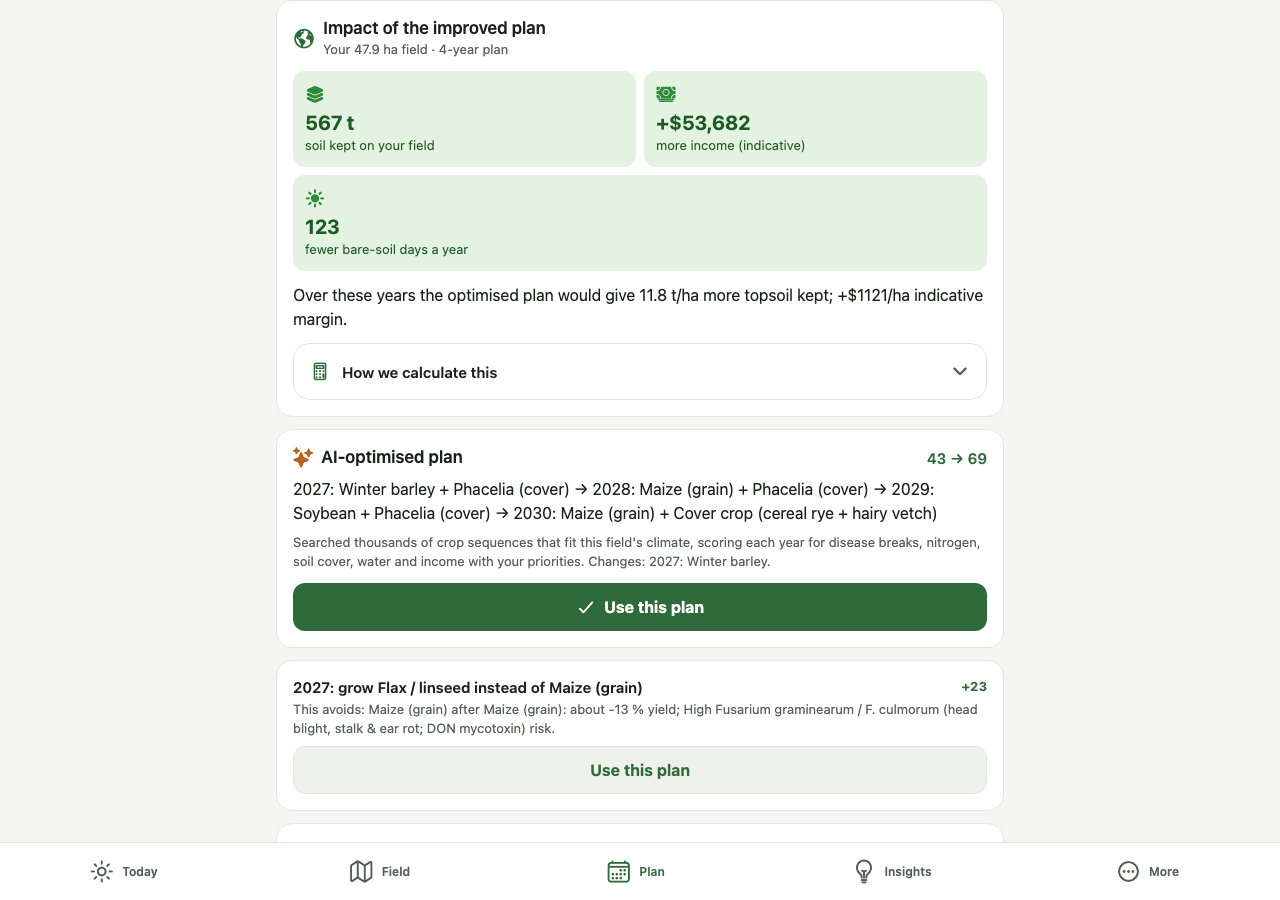 Impact of the improved plan
Your 47.9 ha field · 4-year plan
567 t
soil kept on your field
+$53,682
more income (indicative)
123
fewer bare-soil days a year
Over these years the optimised plan would give 11.8 t/ha more topsoil kept; +$1121/ha indicative
margin.
How we calculate this
AI-optimised plan
43 → 69
2027: Winter barley + Phacelia (cover) → 2028: Maize (grain) + Phacelia (cover) → 2029:
Soybean + Phacelia (cover) → 2030: Maize (grain) + Cover crop (cereal rye + hairy vetch)
Searched thousands of crop sequences that fit this field's climate, scoring each year for disease breaks, nitrogen,
soil cover, water and income with your priorities. Changes: 2027: Winter barley.
Use this plan
2027: grow Flax / linseed instead of Maize (grain)
+23
This avoids: Maize (grain) after Maize (grain): about -13 % yield; High Fusarium graminearum / F. culmorum (head
blight, stalk & ear rot; DON mycotoxin) risk.
Use this plan
Today
Field
Plan
Insights
More